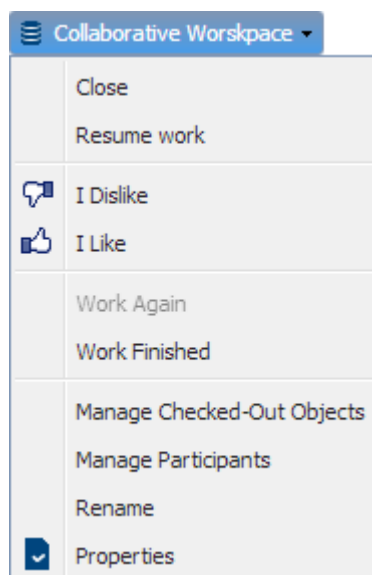 Collaborative Worskpace
Close
Resume work
I Dislike
I Like
Work Again
Work Finished
Manage Checked-Out Objects
Manage Participants
Rename
Properties